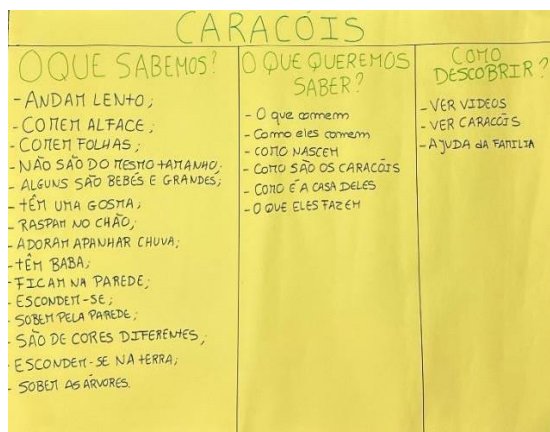 CARACÓIS
O QUE SABEMOS?
- ANDAM LENTO;
- COMEM ALFACE;
- COMEM FOLHAS;
- NÃO SÃO DO MESMO TAMANHO;
- ALGUNS SÃO BEBÉS E GRANDES;
- TÊM UMA GOSMA;
- RASPAM NO CHÃO;
- ADORAM APANHAR CHUVA;
- TÊM BABA;
- FICAM NA PAREDE;
- ESCONDEM-SE;
- SOBEM PELA PAREDE;
- SÃO DE CORES DIFERENTES;
- ESCONDEM-SE NA TERRA;
- SOBEM AS ÁRVORES.
O QUE QUEREMOS
SABER?
- O que comem
- Como eles comem
- COMO NASCEM
- COMO SÃO OS CARACÓIS
- COMO É A CASA DELES
- O QUE ELES FAZEM
COMO
DESCOBRIR?
- VER VIDEOS
- VER CARACÓIS
- AJUDA da FAMILIA